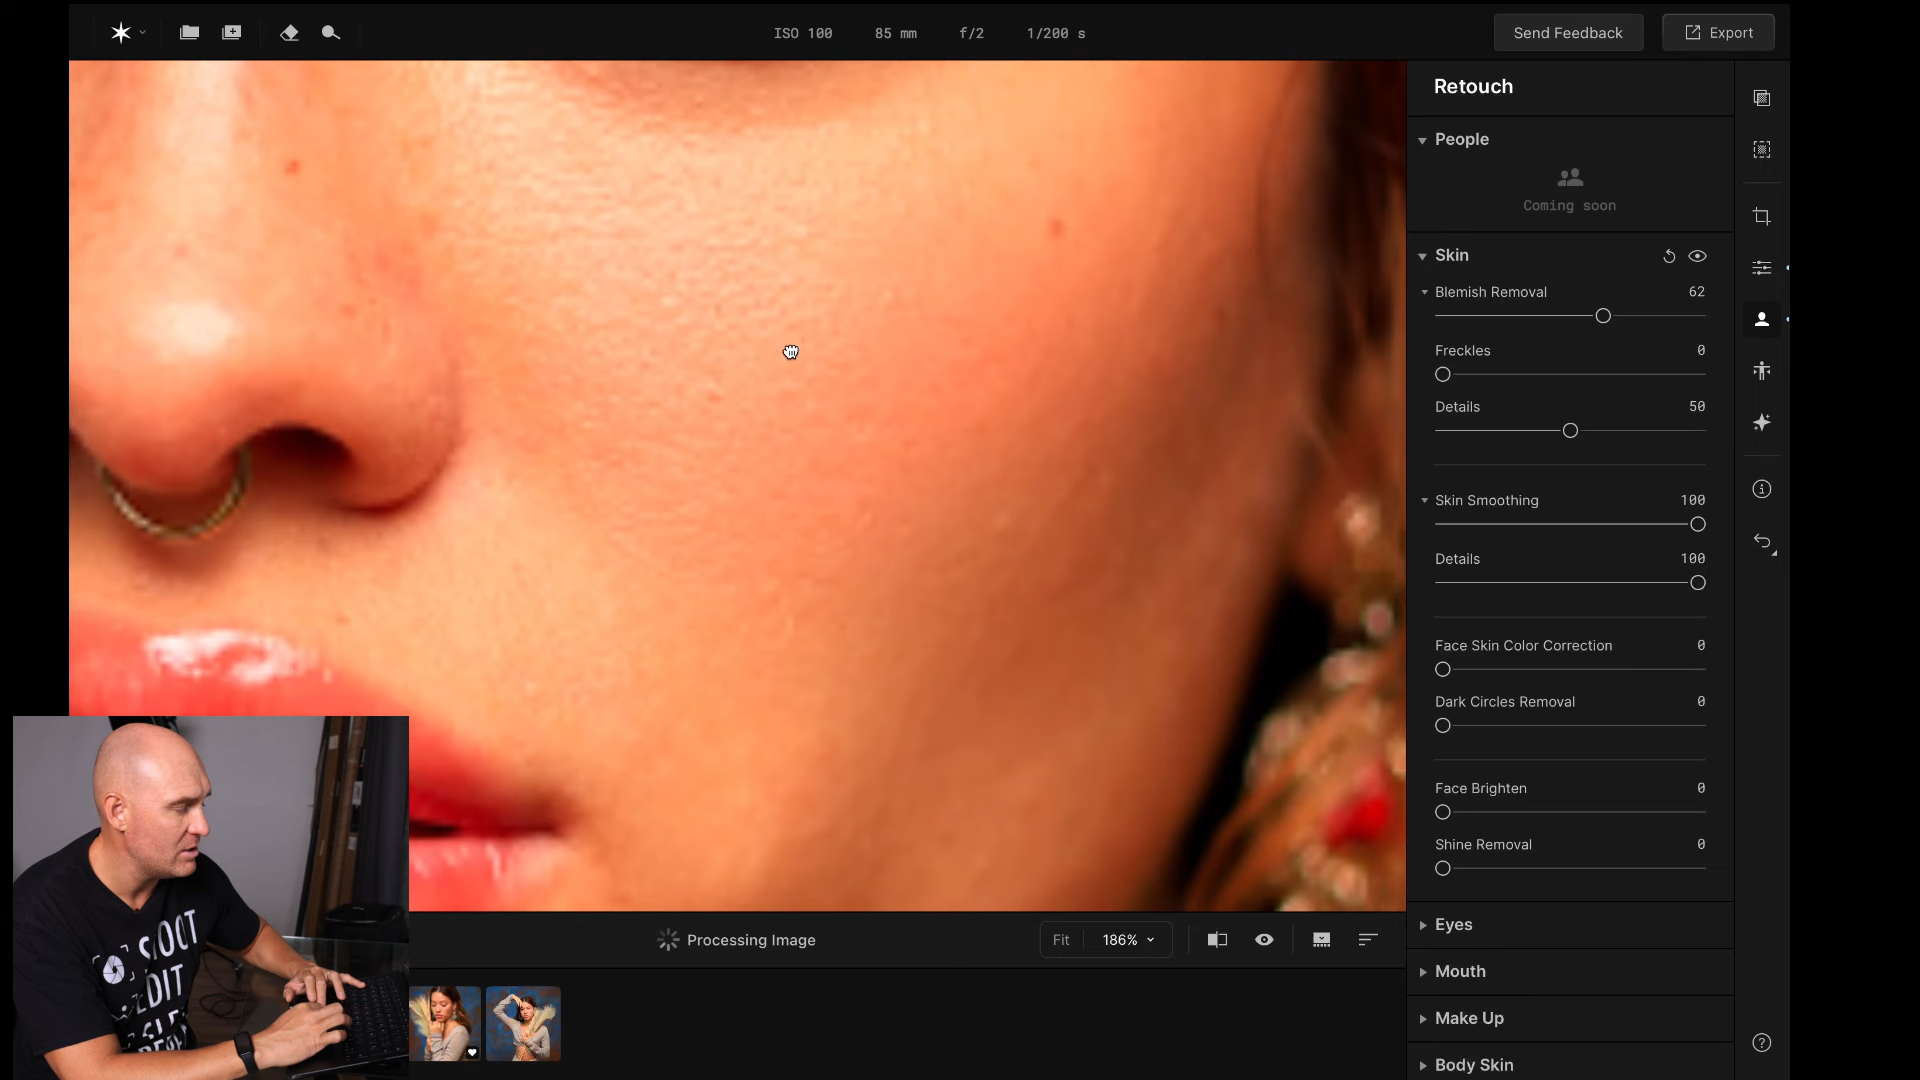 ISO 100 85 mm f/2 1/200 s
Send Feedback
Export
Retouch
People
Coming soon
Skin
Blemish Removal 62
Freckles 0
Details 50
Skin Smoothing 100
Details 100
Face Skin Color Correction 0
Dark Circles Removal 0
Face Brighten 0
Shine Removal 0
Eyes
Mouth
Make Up
Body Skin
Processing Image
Fit 186%